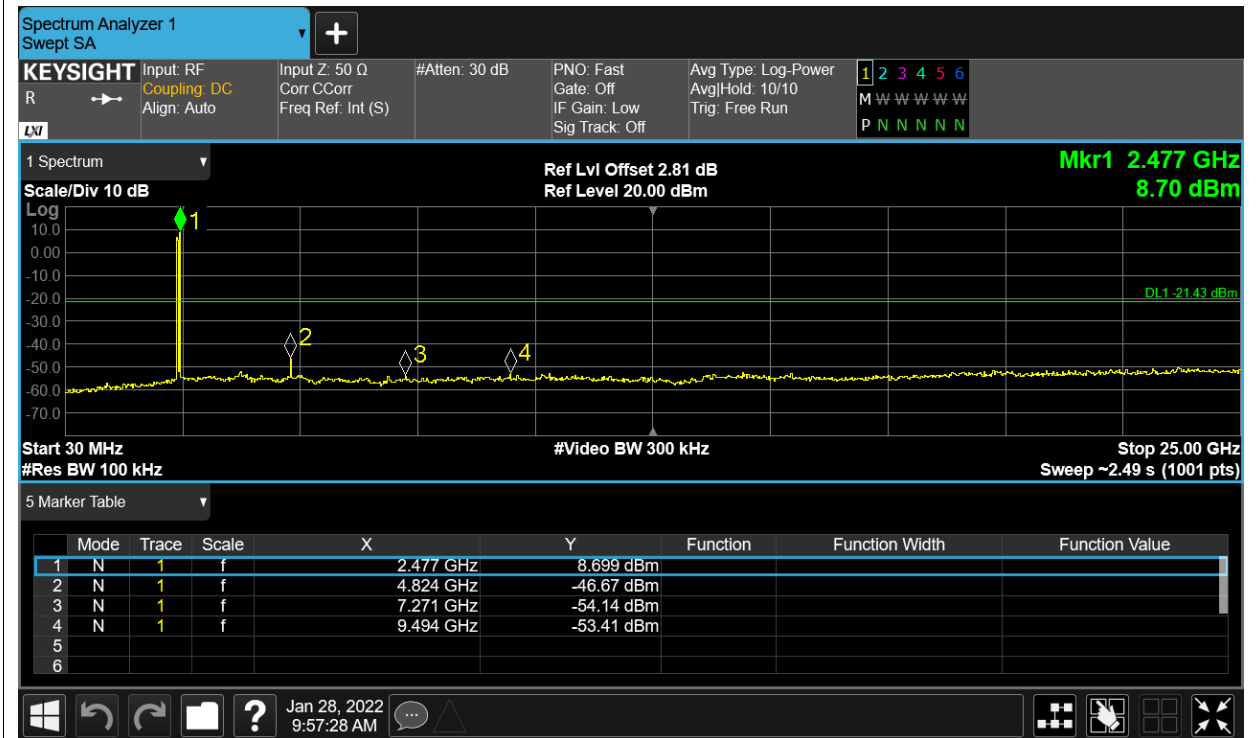 Spectrum Analyzer 1
Swept SA
KEYSIGHT
R
LXI
Input: RF
Coupling: DC
Align: Auto
Input Z: 50 Ω
Corr CCorr
Freq Ref: Int (S)
#Atten: 30 dB
PNO: Fast
Gate: Off
IF Gain: Low
Sig Track: Off
Avg Type: Log-Power
Avg|Hold: 10/10
Trig: Free Run
1 2 3 4 5 6
M W W W W W
P N N N N N
1 Spectrum
Scale/Div 10 dB
Ref Lvl Offset 2.81 dB
Ref Level 20.00 dBm
Mkr1 2.477 GHz
8.70 dBm
Log
10.0
0.00
-10.0
-20.0
-30.0
-40.0
-50.0
-60.0
-70.0
1
2
3
4
DL1 -21.43 dBm
Start 30 MHz
#Res BW 100 kHz
#Video BW 300 kHz
Stop 25.00 GHz
Sweep ~2.49 s (1001 pts)
5 Marker Table
Mode Trace Scale X Y Function Function Width Function Value
1 N 1 f 2.477 GHz 8.699 dBm
2 N 1 f 4.824 GHz -46.67 dBm
3 N 1 f 7.271 GHz -54.14 dBm
4 N 1 f 9.494 GHz -53.41 dBm
5
6
?
Jan 28, 2022
9:57:28 AM